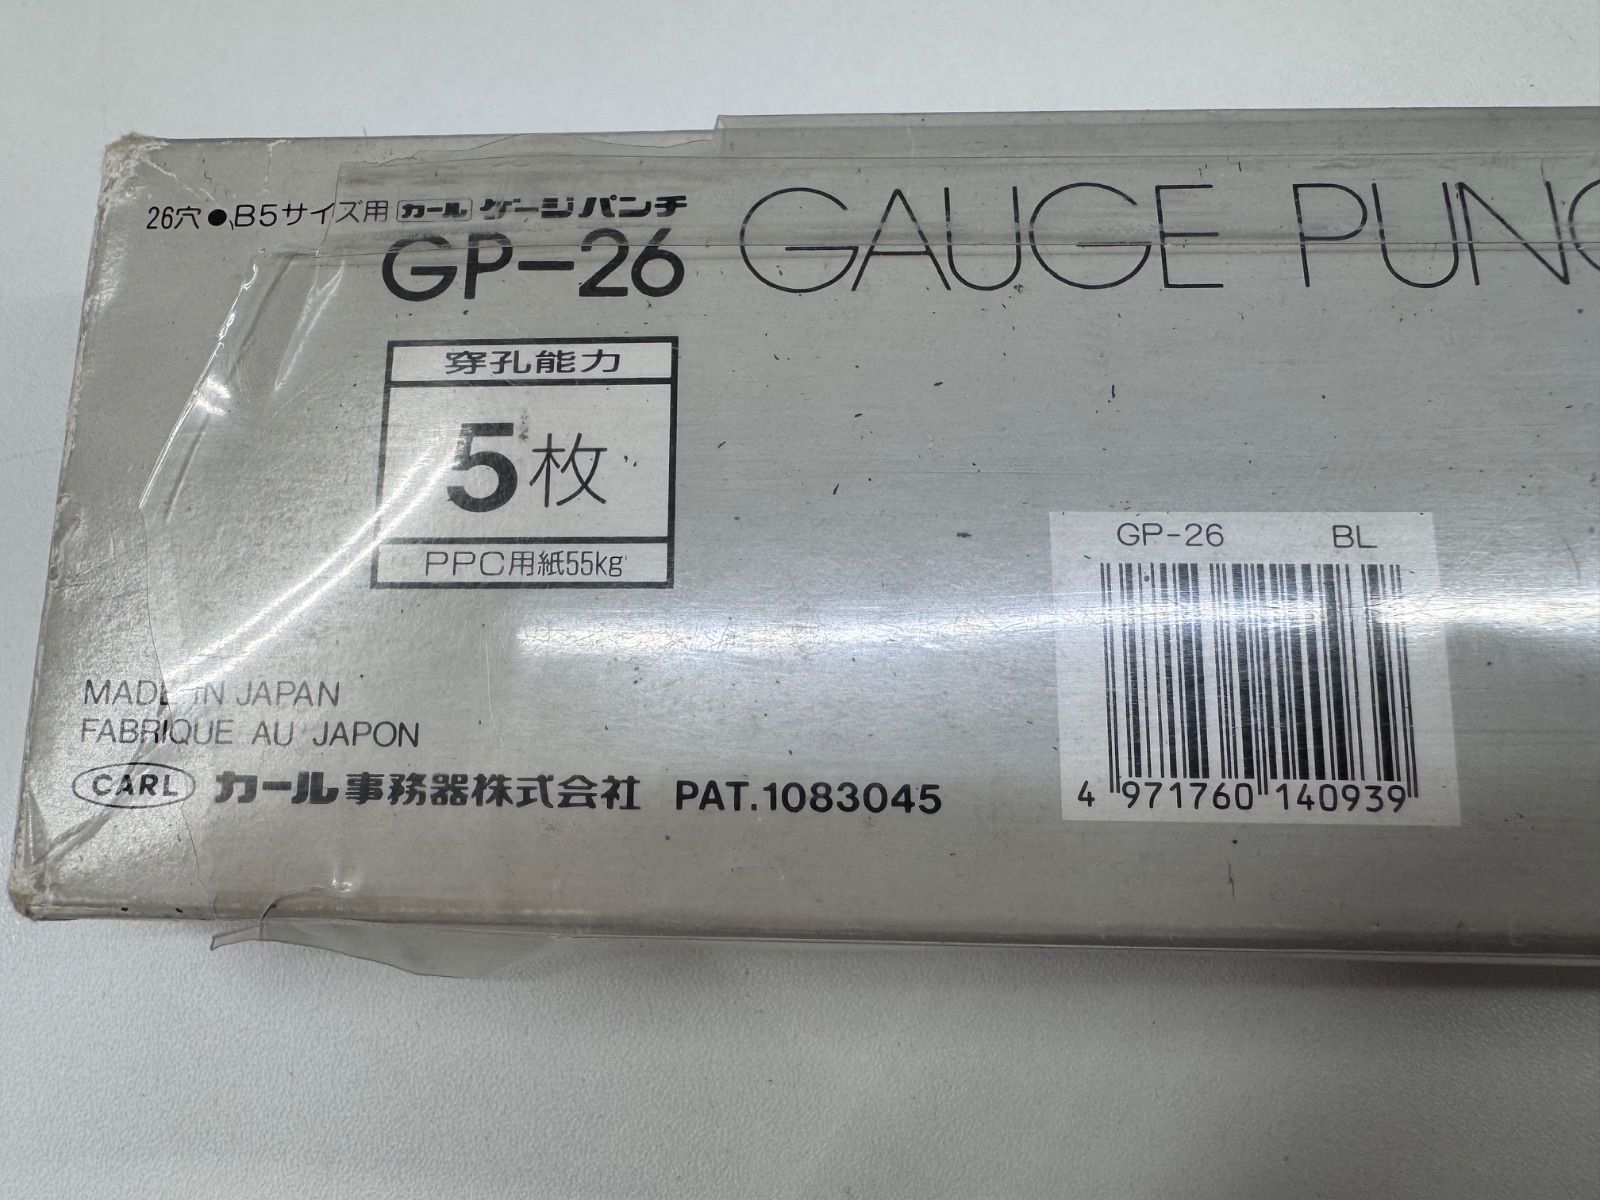 26穴●B5サイズ用 カール ゲージパンチ
GP-26 GAUGE PUNC
穿孔能力
5枚
PPC用紙55kg
GP-26 BL
4 971760 140939
MADE IN JAPAN
FABRIQUE AU JAPON
CARL カール事務器株式会社 PAT.1083045